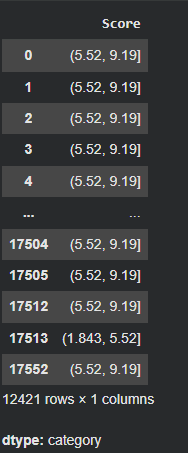 Score
0 (5.52, 9.19]
1 (5.52, 9.19]
2 (5.52, 9.19]
3 (5.52, 9.19]
4 (5.52, 9.19]
... ...
17504 (5.52, 9.19]
17505 (5.52, 9.19]
17512 (5.52, 9.19]
17513 (1.843, 5.52]
17552 (5.52, 9.19]
12421 rows × 1 columns
dtype: category